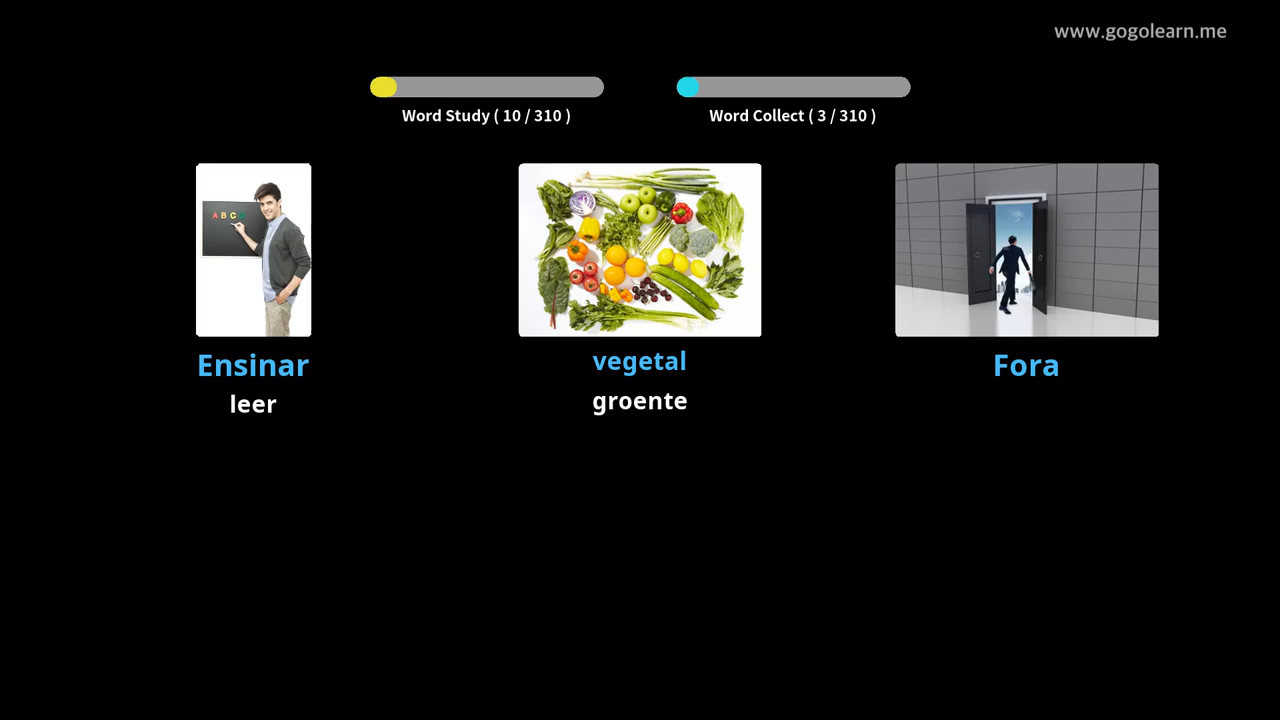 www.gogolearn.me
Word Study ( 10 / 310 )
Word Collect ( 3 / 310 )
A B C D
Ensinar
leer
vegetal
groente
Fora